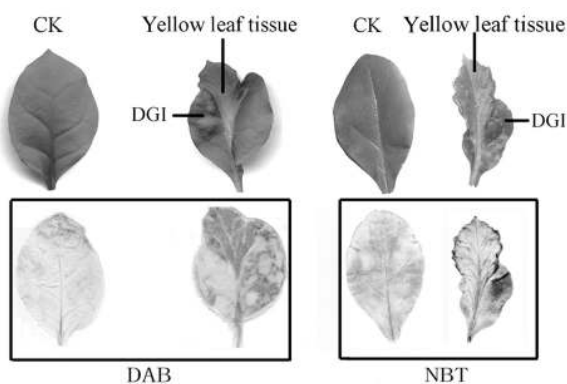 CK Yellow leaf tissue CK Yellow leaf tissue
DGI DGI
DAB NBT